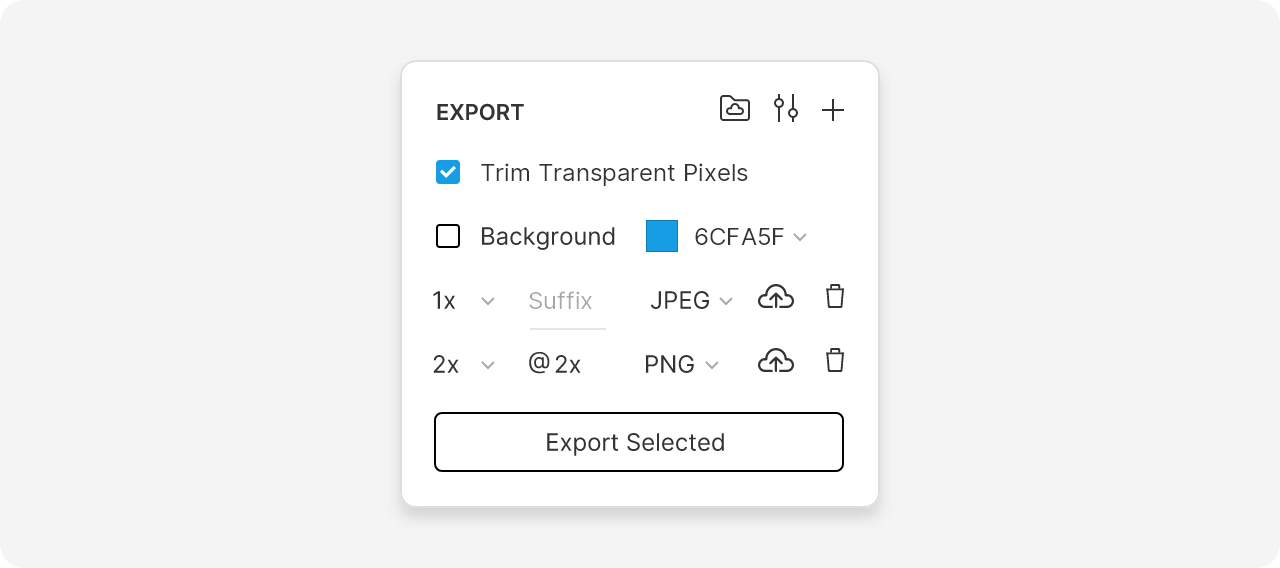 EXPORT
Trim Transparent Pixels
Background 6CFA5F
1x Suffix JPEG
2x @2x PNG
Export Selected